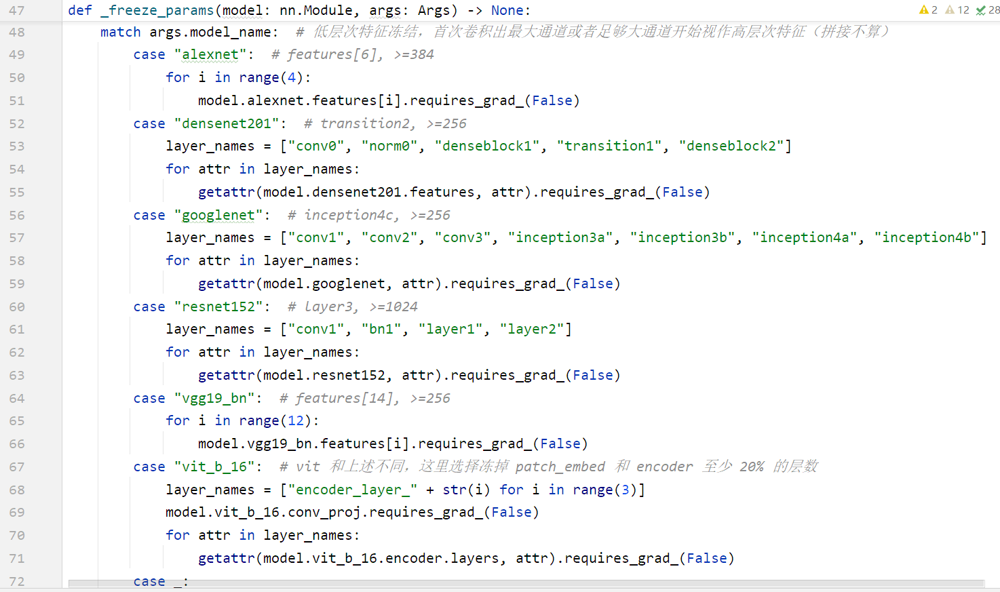 47 def _freeze_params(model: nn.Module, args: Args) -> None: 2 12 28
48 match args.model_name:  # 低层次特征冻结，首次卷积出最大通道或者足够大通道开始视作高层次特征（拼接不算）
49 case "alexnet":  # features[6], >=384
50 for i in range(4):
51 model.alexnet.features[i].requires_grad_(False)
52 case "densenet201":  # transition2, >=256
53 layer_names = ["conv0", "norm0", "denseblock1", "transition1", "denseblock2"]
54 for attr in layer_names:
55 getattr(model.densenet201.features, attr).requires_grad_(False)
56 case "googlenet":  # inception4c, >=256
57 layer_names = ["conv1", "conv2", "conv3", "inception3a", "inception3b", "inception4a", "inception4b"]
58 for attr in layer_names:
59 getattr(model.googlenet, attr).requires_grad_(False)
60 case "resnet152":  # layer3, >=1024
61 layer_names = ["conv1", "bn1", "layer1", "layer2"]
62 for attr in layer_names:
63 getattr(model.resnet152, attr).requires_grad_(False)
64 case "vgg19_bn":  # features[14], >=256
65 for i in range(12):
66 model.vgg19_bn.features[i].requires_grad_(False)
67 case "vit_b_16":  # vit 和上述不同，这里选择冻掉 patch_embed 和 encoder 至少 20% 的层数
68 layer_names = ["encoder_layer_" + str(i) for i in range(3)]
69 model.vit_b_16.conv_proj.requires_grad_(False)
70 for attr in layer_names:
71 getattr(model.vit_b_16.encoder.layers, attr).requires_grad_(False)
72 case _: